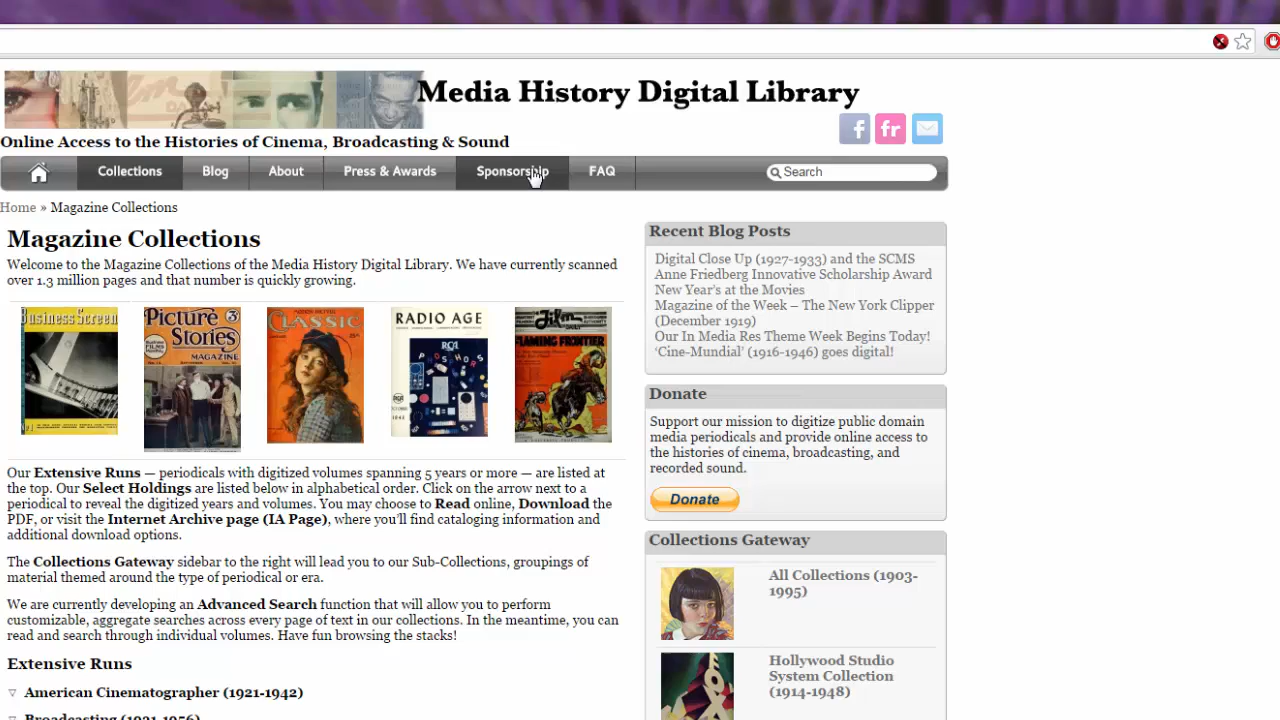 Media History Digital Library
Online Access to the Histories of Cinema, Broadcasting & Sound
Collections Blog About Press & Awards Sponsorship FAQ Search
Home » Magazine Collections
Magazine Collections
Welcome to the Magazine Collections of the Media History Digital Library. We have currently scanned
over 1.3 million pages and that number is quickly growing.
Business Screen
Picture Stories MAGAZINE
CLASSIC
RADIO AGE
RCA
Film DAILY
FLAMING FRONTIER
Our Extensive Runs — periodicals with digitized volumes spanning 5 years or more — are listed at
the top. Our Select Holdings are listed below in alphabetical order. Click on the arrow next to a
periodical to reveal the digitized years and volumes. You may choose to Read online, Download the
PDF, or visit the Internet Archive page (IA Page), where you'll find cataloging information and
additional download options.
The Collections Gateway sidebar to the right will lead you to our Sub-Collections, groupings of
material themed around the type of periodical or era.
We are currently developing an Advanced Search function that will allow you to perform
customizable, aggregate searches across every page of text in our collections. In the meantime, you can
read and search through individual volumes. Have fun browsing the stacks!
Extensive Runs
American Cinematographer (1921-1942)
Broadcasting (1931-1956)
Recent Blog Posts
Digital Close Up (1927-1933) and the SCMS
Anne Friedberg Innovative Scholarship Award
New Year's at the Movies
Magazine of the Week – The New York Clipper
(December 1919)
Our In Media Res Theme Week Begins Today!
'Cine-Mundial' (1916-1946) goes digital!
Donate
Support our mission to digitize public domain
media periodicals and provide online access to
the histories of cinema, broadcasting, and
recorded sound.
Donate
Collections Gateway
All Collections (1903-
1995)
Hollywood Studio
System Collection
(1914-1948)